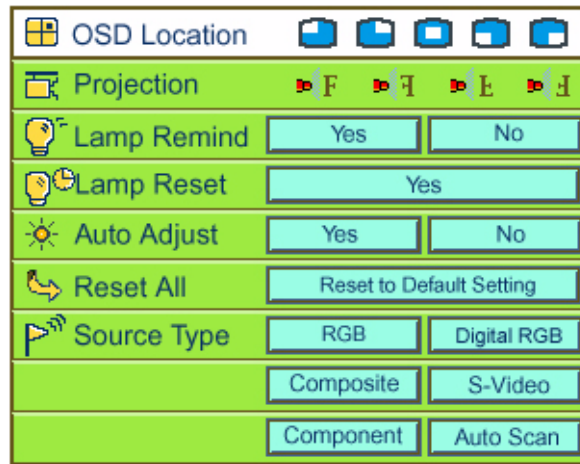 OSD Location
Projection F F F F
Lamp Remind Yes No
Lamp Reset Yes
Auto Adjust Yes No
Reset All Reset to Default Setting
Source Type RGB Digital RGB
Composite S-Video
Component Auto Scan